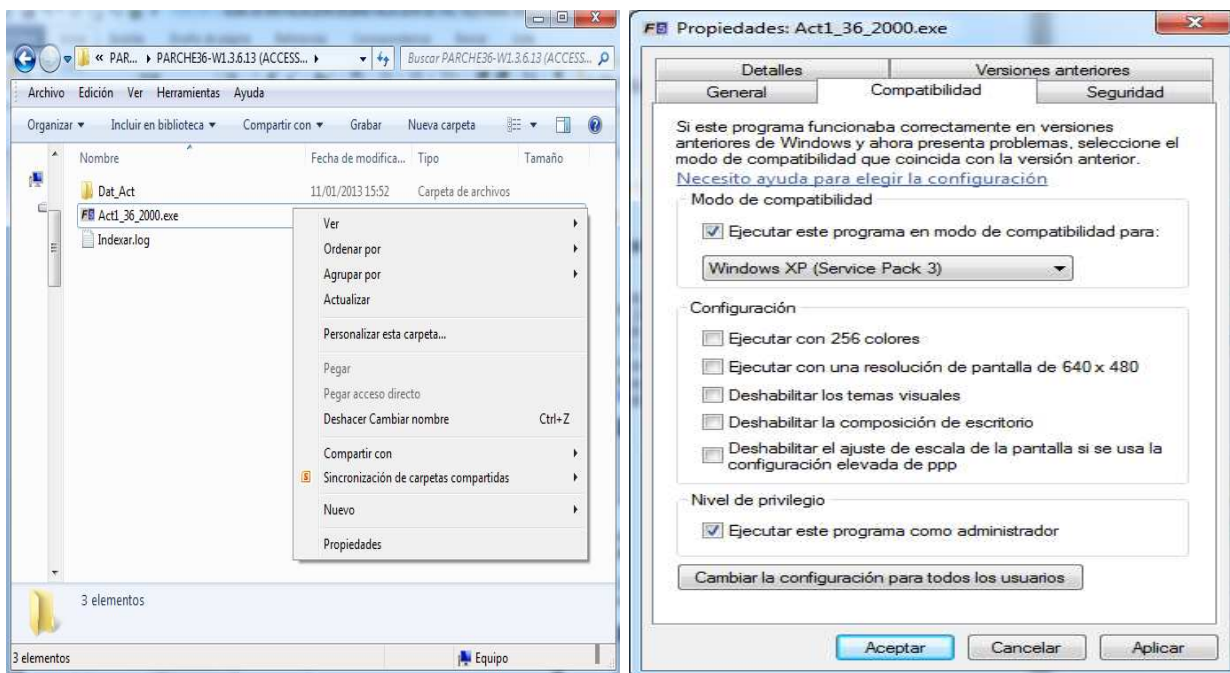 « PAR... ▸ PARCHE36-W1.3.6.13 (ACCESS... ▸
Buscar PARCHE36-W1.3.6.13 (ACCESS...
Archivo Edición Ver Herramientas Ayuda
Organizar Incluir en biblioteca Compartir con Grabar Nueva carpeta
Nombre Fecha de modifica... Tipo Tamaño
Dat_Act 11/01/2013 15:52 Carpeta de archivos
Act1_36_2000.exe
Indexar.log
Ver
Ordenar por
Agrupar por
Actualizar
Personalizar esta carpeta...
Pegar
Pegar acceso directo
Deshacer Cambiar nombre Ctrl+Z
Compartir con
Sincronización de carpetas compartidas
Nuevo
Propiedades
3 elementos
3 elementos Equipo
Propiedades: Act1_36_2000.exe
Detalles Versiones anteriores
General Compatibilidad Seguridad
Si este programa funcionaba correctamente en versiones
anteriores de Windows y ahora presenta problemas, seleccione el
modo de compatibilidad que coincida con la versión anterior.
Necesito ayuda para elegir la configuración
Modo de compatibilidad
Ejecutar este programa en modo de compatibilidad para:
Windows XP (Service Pack 3)
Configuración
Ejecutar con 256 colores
Ejecutar con una resolución de pantalla de 640 x 480
Deshabilitar los temas visuales
Deshabilitar la composición de escritorio
Deshabilitar el ajuste de escala de la pantalla si se usa la
configuración elevada de ppp
Nivel de privilegio
Ejecutar este programa como administrador
Cambiar la configuración para todos los usuarios
Aceptar Cancelar Aplicar